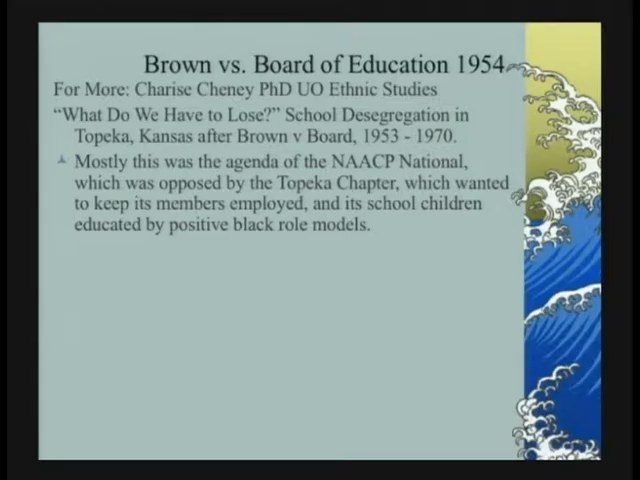 Brown vs. Board of Education 1954
For More: Charise Cheney PhD UO Ethnic Studies
“What Do We Have to Lose?” School Desegregation in
Topeka, Kansas after Brown v Board, 1953 - 1970.
Mostly this was the agenda of the NAACP National,
which was opposed by the Topeka Chapter, which wanted
to keep its members employed, and its school children
educated by positive black role models.